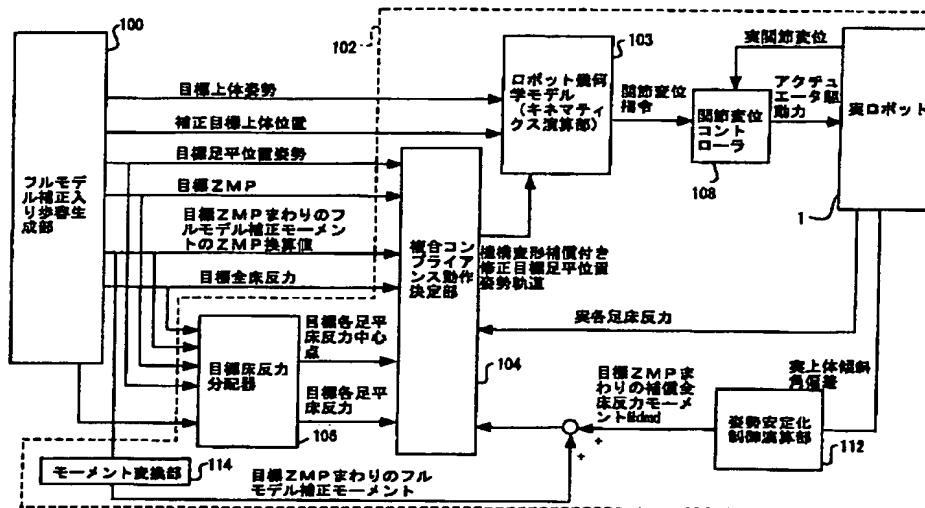 100
102
103
ロボット幾何
学モデル
(キネマティ
クス演算部)
実関節変位
関節変位
指令
アクチュ
エータ駆
動力
関節変位
コント
ローラ
108
実ロボット
1
目標上体姿勢
補正目標上体位置
目標足平位置姿勢
目標ZMP
目標ZMPまわりのフ
ルモデル補正モーメン
トのZMP換算値
目標全床反力
フルモデ
ル補正入
り歩容生
成部
複合コン
プライア
ンス動作
決定部
104
機構変形補償付き
修正目標足平位置
姿勢軌道
実各足床反力
目標床反力
分配器
106
目標各足平
床反力中心
点
目標各足平
床反力
目標ZMPま
わりの補償全
床反力モーメ
ント
実上体傾斜
角偏差
姿勢安定化
制御演算部
112
+
+
モーメント変換部
114
目標ZMPまわりのフル
モデル補正モーメント